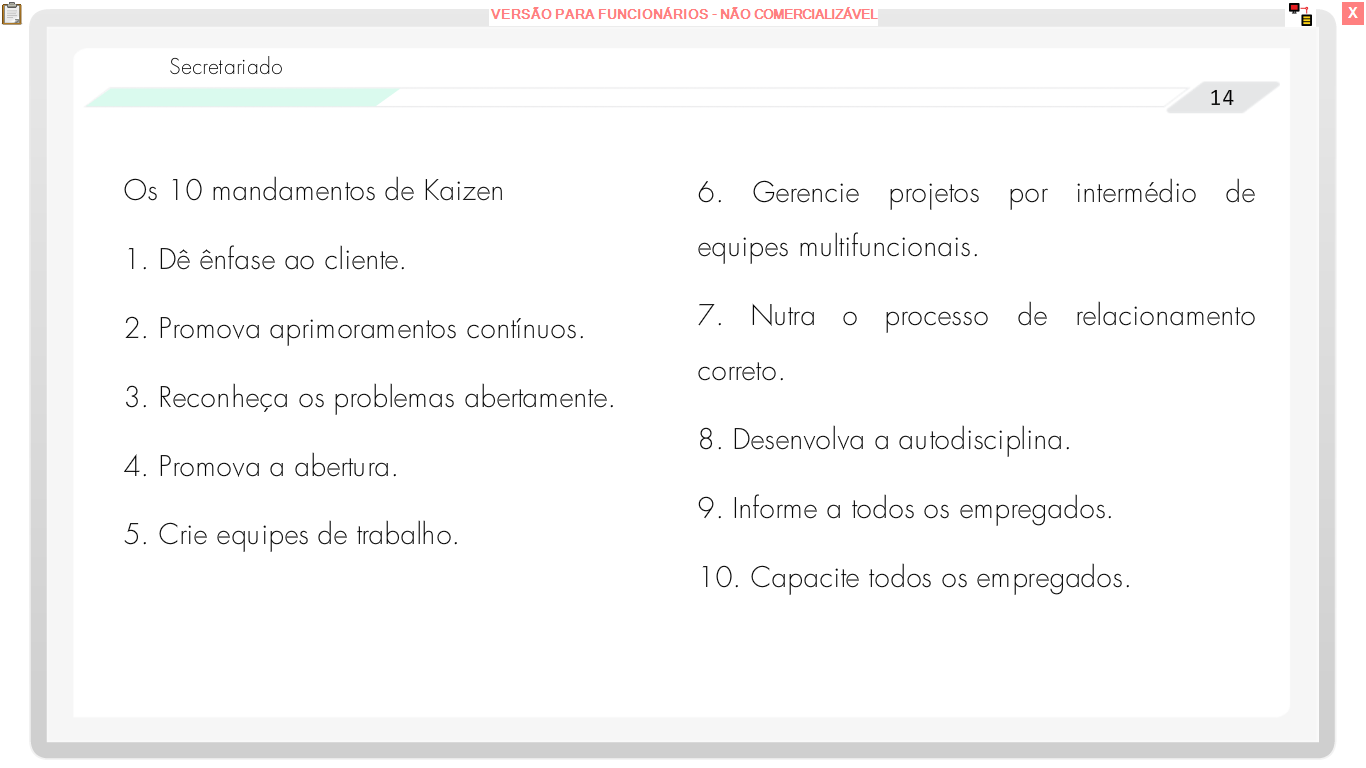 VERSÃO PARA FUNCIONÁRIOS - NÃO COMERCIALIZÁVEL
X
Secretariado
14
Os 10 mandamentos de Kaizen
1. Dê ênfase ao cliente.
2. Promova aprimoramentos contínuos.
3. Reconheça os problemas abertamente.
4. Promova a abertura.
5. Crie equipes de trabalho.
6. Gerencie projetos por intermédio de
equipes multifuncionais.
7. Nutra o processo de relacionamento
correto.
8. Desenvolva a autodisciplina.
9. Informe a todos os empregados.
10. Capacite todos os empregados.